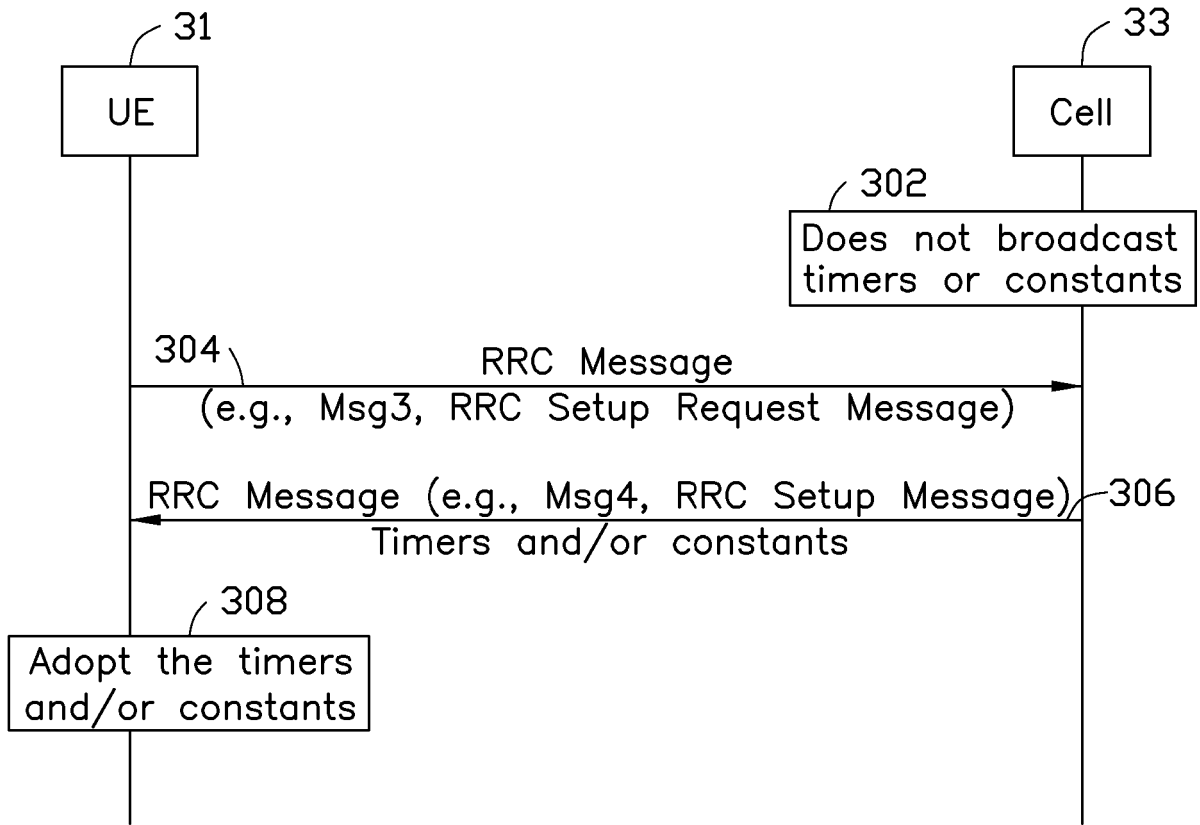 31
33
UE
Cell
302
Does not broadcast
timers or constants
304
RRC Message
(e.g., Msg3, RRC Setup Request Message)
RRC Message (e.g., Msg4, RRC Setup Message)
306
Timers and/or constants
308
Adopt the timers
and/or constants